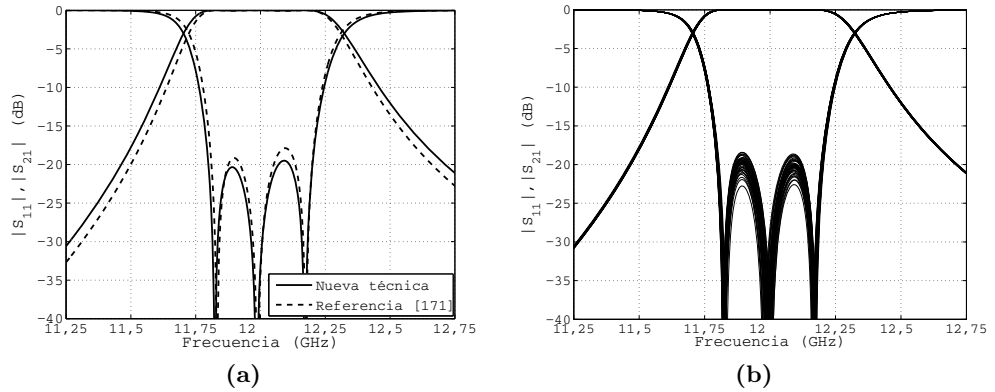 0
−5
−10
−15
−20
−25
−30
−35
−40
|S11|,|S21| (dB)
Nueva técnica
Referencia [171]
11,25 11,5 11,75 12 12,25 12,5 12,75
Frecuencia (GHz)
(a)
0
−5
−10
−15
−20
−25
−30
−35
−40
|S11|,|S21| (dB)
11,25 11,5 11,75 12 12,25 12,5 12,75
Frecuencia (GHz)
(b)